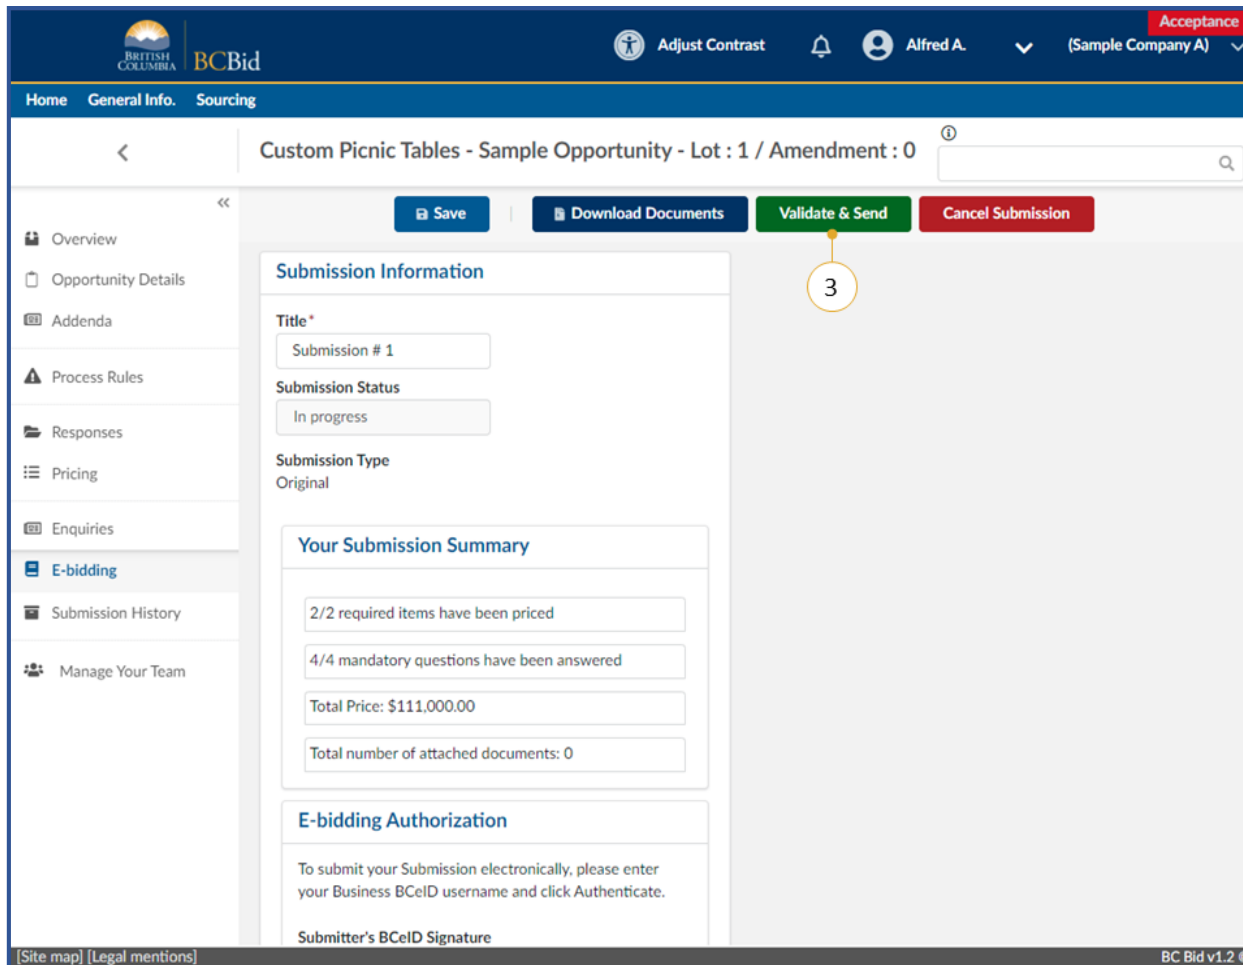 Acceptance
BRITISH
COLUMBIA
BCBid
Adjust Contrast
Alfred A.
(Sample Company A)
Home General Info. Sourcing
Custom Picnic Tables - Sample Opportunity - Lot : 1 / Amendment : 0
Save
Download Documents
Validate & Send
Cancel Submission
3
Overview
Opportunity Details
Addenda
Process Rules
Responses
Pricing
Enquiries
E-bidding
Submission History
Manage Your Team
Submission Information
Title*
Submission # 1
Submission Status
In progress
Submission Type
Original
Your Submission Summary
2/2 required items have been priced
4/4 mandatory questions have been answered
Total Price: $111,000.00
Total number of attached documents: 0
E-bidding Authorization
To submit your Submission electronically, please enter
your Business BCeID username and click Authenticate.
Submitter's BCeID Signature
[Site map] [Legal mentions]
BC Bid v1.2 ©